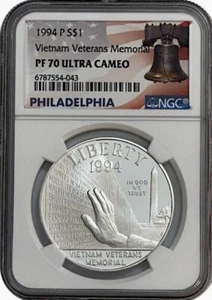 1994 P S$1
Vietnam Veterans Memorial
PF 70 ULTRA CAMEO
6787554-043
PHILADELPHIA
NGC
LIBERTY
1994
IN GOD
WE
TRUST
VIETNAM VETERANS
MEMORIAL